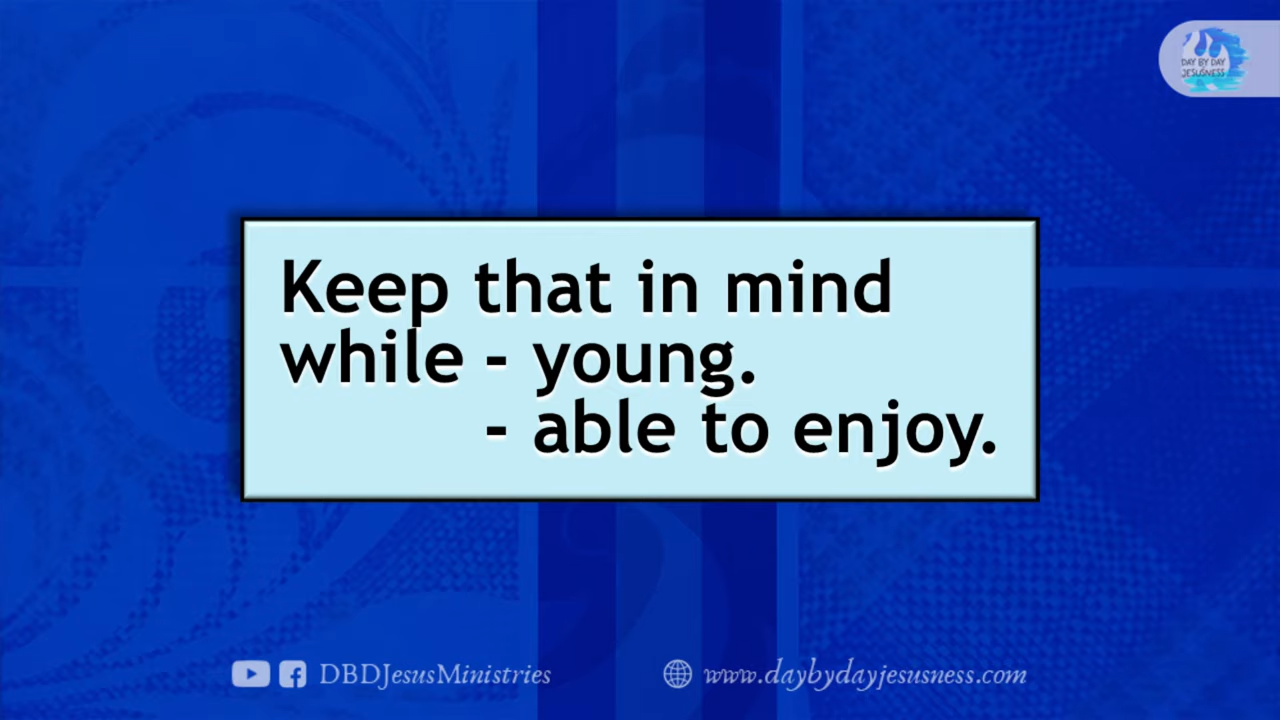 DAY BY DAY
JESUSNESS
Keep that in mind
while - young.
- able to enjoy.
DBDJesusMinistries
www.daybydayjesusness.com